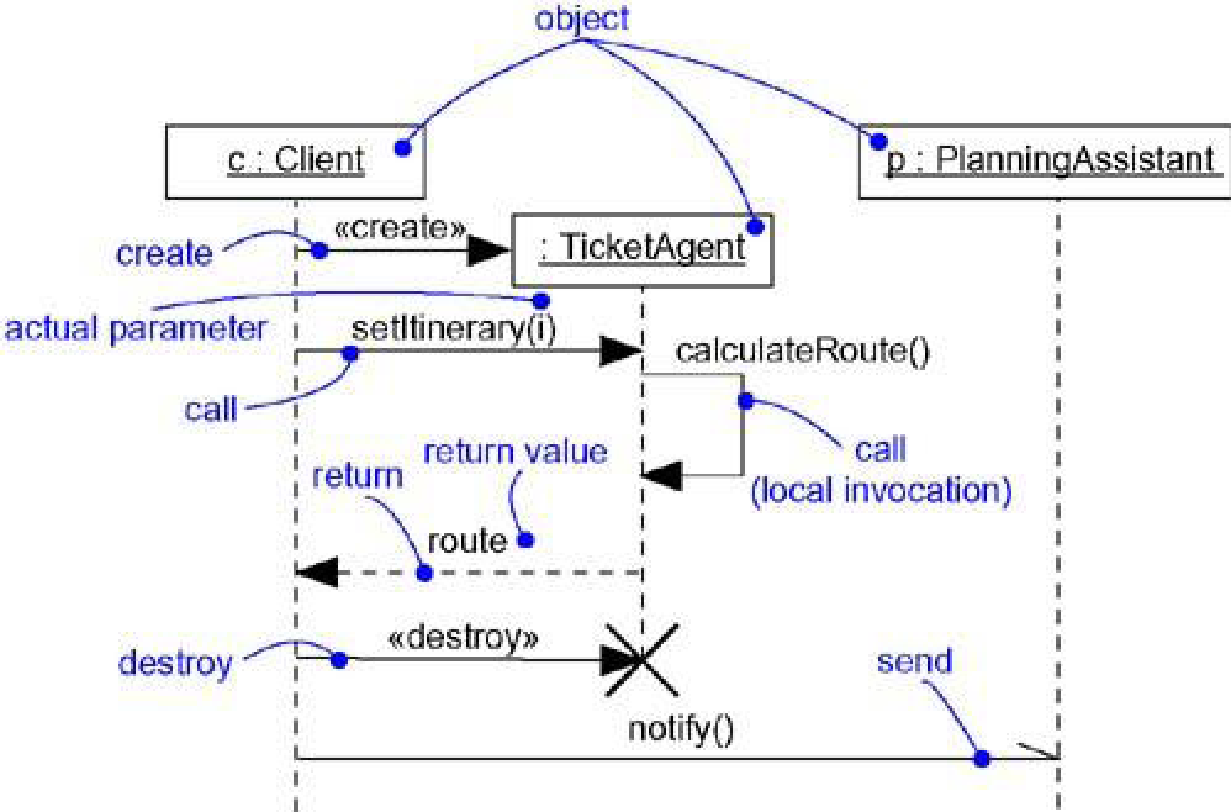 object
c : Client
p : PlanningAssistant
«create»
: TicketAgent
create
actual parameter
setItinerary(i)
calculateRoute()
call
return value
call
(local invocation)
return
route
«destroy»
destroy
send
notify()